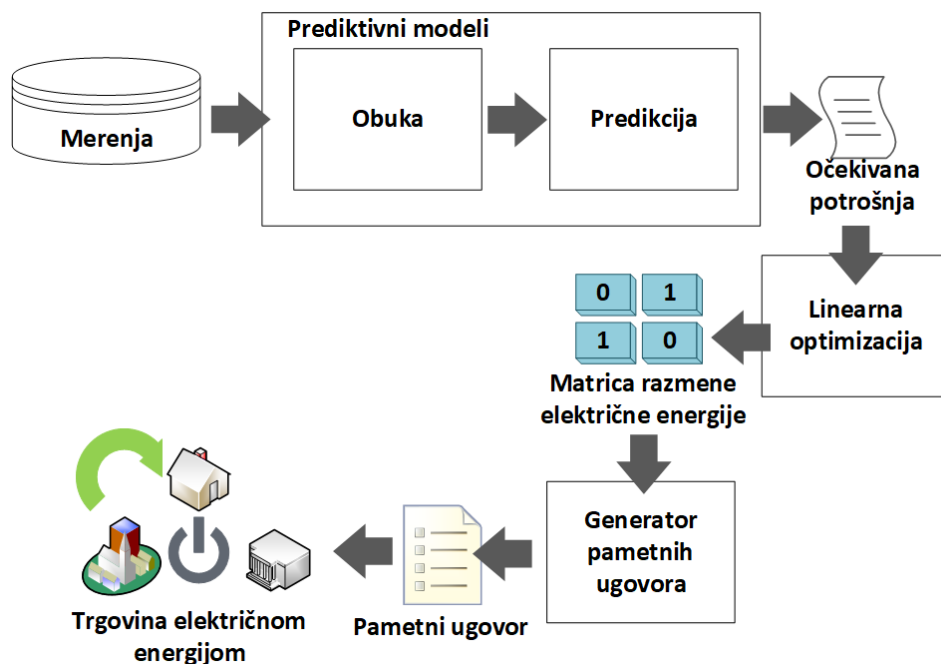 Prediktivni modeli
Merenja
Obuka
Predikcija
Očekivana
potrošnja
Linearna
optimizacija
0 1
1 0
Matrica razmene
električne energije
Generator
pametnih
ugovora
Pametni ugovor
Trgovina električnom
energijom